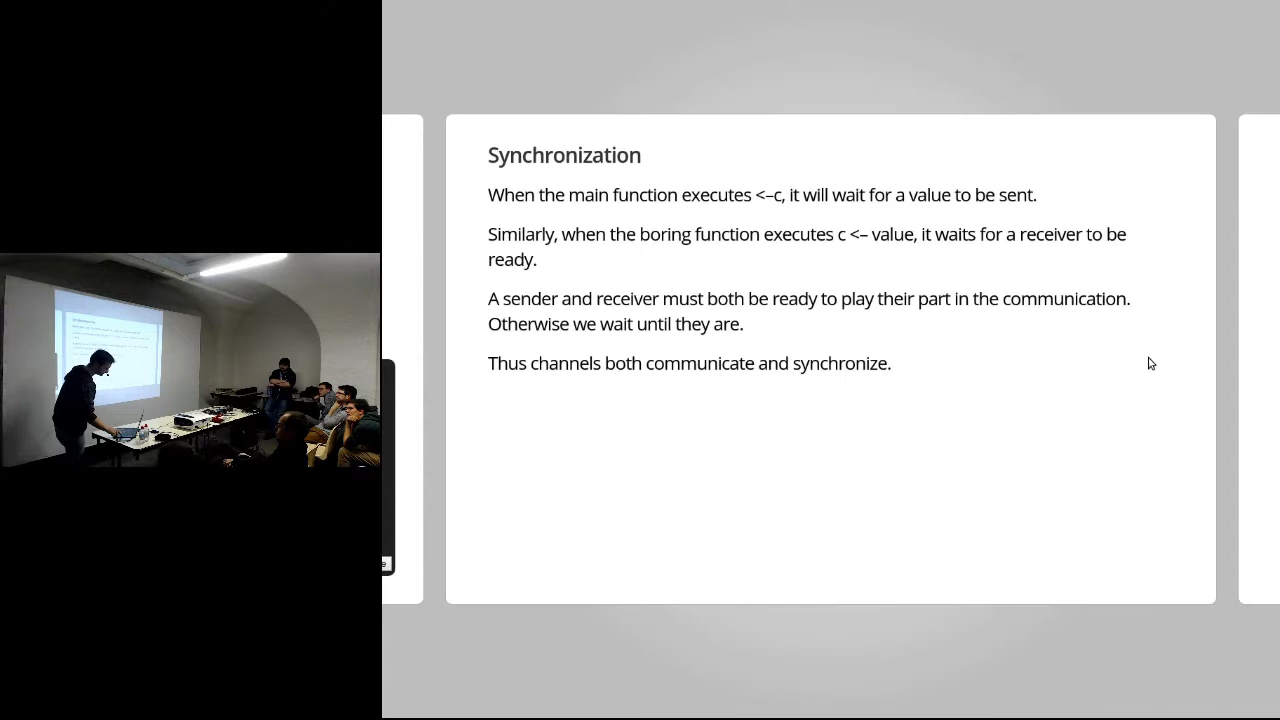 Synchronization
When the main function executes <–c, it will wait for a value to be sent.
Similarly, when the boring function executes c <– value, it waits for a receiver to be
ready.
A sender and receiver must both be ready to play their part in the communication.
Otherwise we wait until they are.
Thus channels both communicate and synchronize.